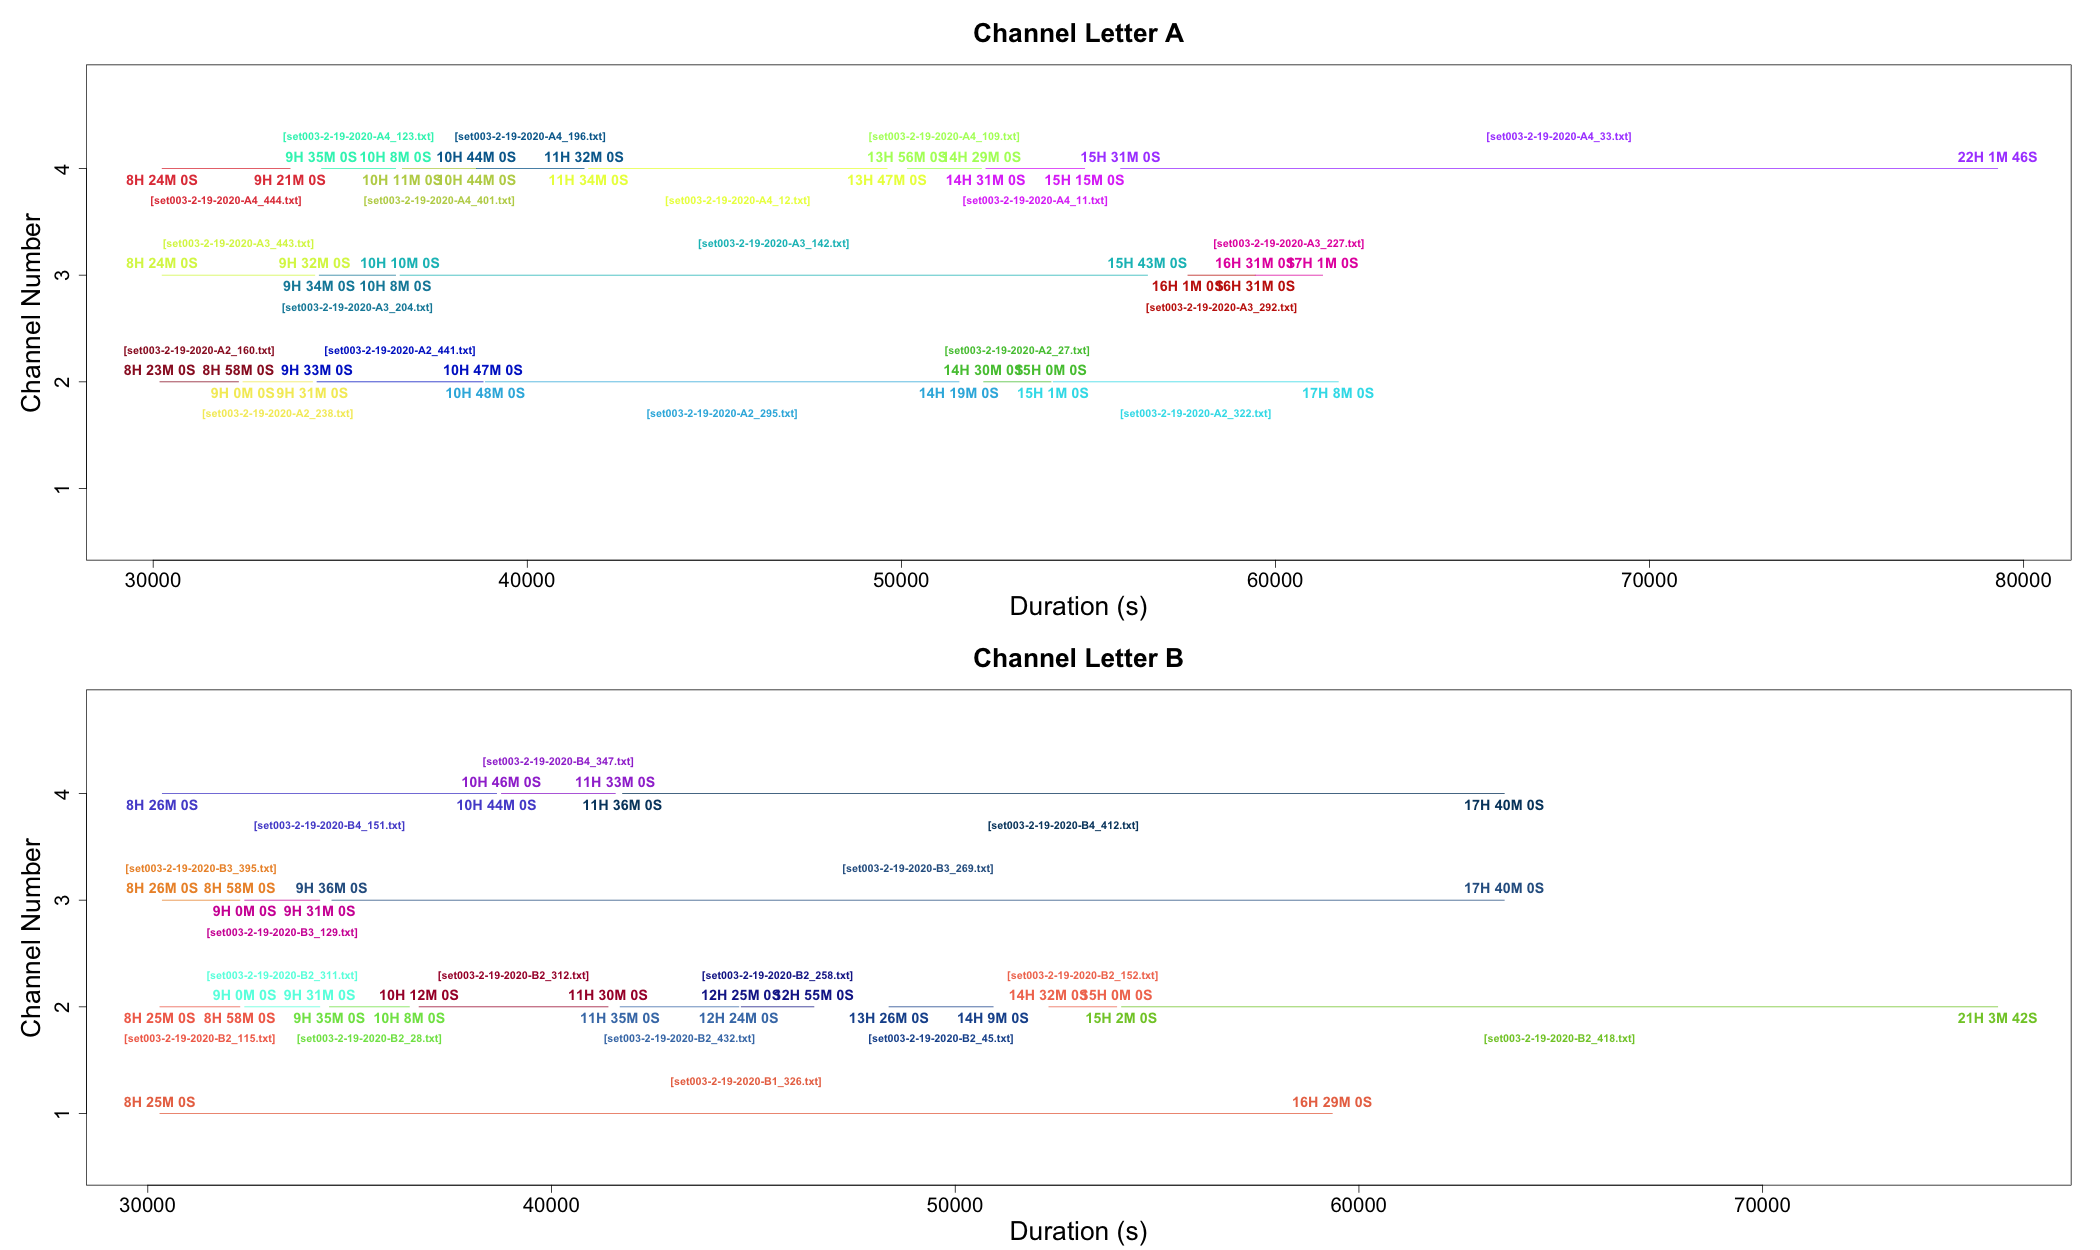 Channel Letter A
Channel Number
[set003-2-19-2020-A4_123.txt] [set003-2-19-2020-A4_196.txt] [set003-2-19-2020-A4_109.txt] [set003-2-19-2020-A4_33.txt]
9H 35M 0S 10H 8M 0S 10H 44M 0S 11H 32M 0S 13H 56M 0S 14H 29M 0S 15H 31M 0S 22H 1M 46S
4
8H 24M 0S 9H 21M 0S 10H 11M 0S 10H 44M 0S 11H 34M 0S 13H 47M 0S 14H 31M 0S 15H 15M 0S
[set003-2-19-2020-A4_444.txt] [set003-2-19-2020-A4_401.txt] [set003-2-19-2020-A4_12.txt] [set003-2-19-2020-A4_11.txt]
[set003-2-19-2020-A3_443.txt] [set003-2-19-2020-A3_142.txt] [set003-2-19-2020-A3_227.txt]
8H 24M 0S 9H 32M 0S 10H 10M 0S 15H 43M 0S 16H 31M 0S 17H 1M 0S
3
9H 34M 0S 10H 8M 0S 16H 1M 0S 16H 31M 0S
[set003-2-19-2020-A3_204.txt] [set003-2-19-2020-A3_292.txt]
[set003-2-19-2020-A2_160.txt] [set003-2-19-2020-A2_441.txt] [set003-2-19-2020-A2_27.txt]
8H 23M 0S 8H 58M 0S 9H 33M 0S 10H 47M 0S 14H 30M 0S 15H 0M 0S
2
9H 0M 0S 9H 31M 0S 10H 48M 0S 14H 19M 0S 15H 1M 0S 17H 8M 0S
[set003-2-19-2020-A2_238.txt] [set003-2-19-2020-A2_295.txt] [set003-2-19-2020-A2_322.txt]
1
30000 40000 50000 60000 70000 80000
Duration (s)
Channel Letter B
Channel Number
[set003-2-19-2020-B4_347.txt]
10H 46M 0S 11H 33M 0S
4
8H 26M 0S 10H 44M 0S 11H 36M 0S 17H 40M 0S
[set003-2-19-2020-B4_151.txt] [set003-2-19-2020-B4_412.txt]
[set003-2-19-2020-B3_395.txt] [set003-2-19-2020-B3_269.txt]
8H 26M 0S 8H 58M 0S 9H 36M 0S 17H 40M 0S
3
9H 0M 0S 9H 31M 0S
[set003-2-19-2020-B3_129.txt]
[set003-2-19-2020-B2_311.txt] [set003-2-19-2020-B2_312.txt] [set003-2-19-2020-B2_258.txt] [set003-2-19-2020-B2_152.txt]
9H 0M 0S 9H 31M 0S 10H 12M 0S 11H 30M 0S 12H 25M 0S 12H 55M 0S 14H 32M 0S 15H 0M 0S
2
8H 25M 0S 8H 58M 0S 9H 35M 0S 10H 8M 0S 11H 35M 0S 12H 24M 0S 13H 26M 0S 14H 9M 0S 15H 2M 0S 21H 3M 42S
[set003-2-19-2020-B2_115.txt] [set003-2-19-2020-B2_28.txt] [set003-2-19-2020-B2_432.txt] [set003-2-19-2020-B2_45.txt] [set003-2-19-2020-B2_418.txt]
[set003-2-19-2020-B1_326.txt]
8H 25M 0S 16H 29M 0S
1
30000 40000 50000 60000 70000
Duration (s)